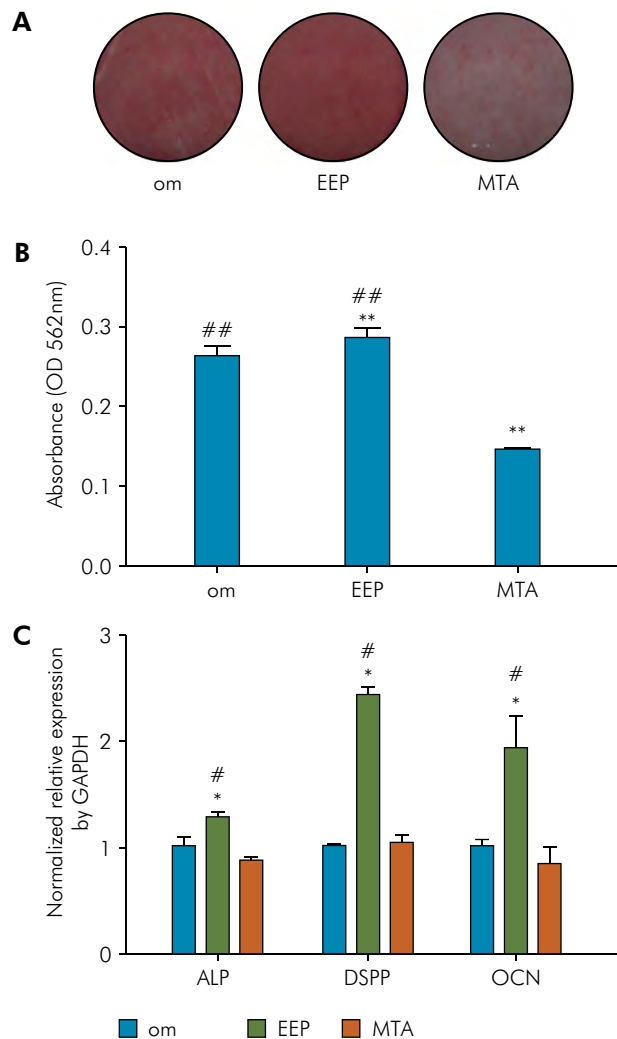 A
om EEP MTA
B
Absorbance (OD 562nm)
0.4
0.3
0.2
0.1
0.0
##
##
**
**
om EEP MTA
C
Normalized relative expression
by GAPDH
3
2
1
0
#
*
#
*
#
*
ALP DSPP OCN
om EEP MTA